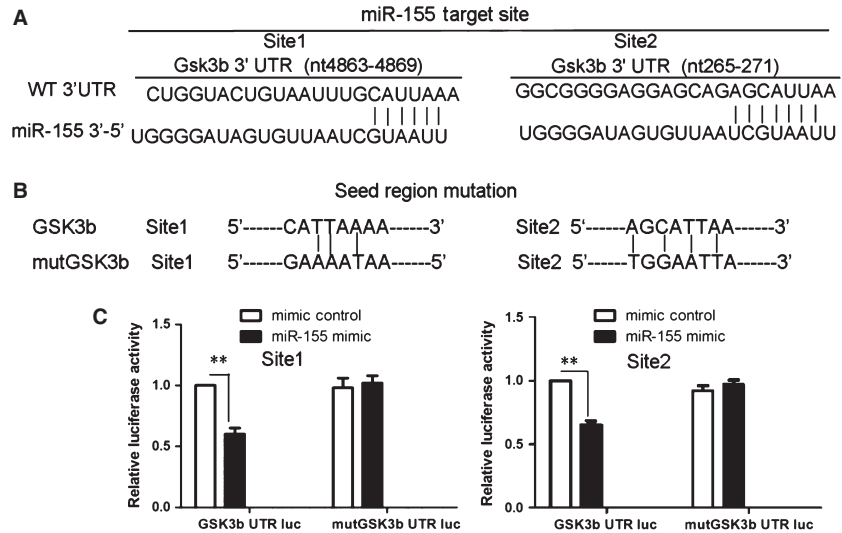 A
miR-155 target site
Site1
Site2
Gsk3b 3' UTR (nt4863-4869)
Gsk3b 3' UTR (nt265-271)
WT 3'UTR
CUGGUACUGUAAUUUGCAUUAAA
GGCGGGGAGGAGCAGAGCAUUAA
miR-155 3'-5'
UGGGGAUAGUGUUAAUCGUAAUU
UGGGGAUAGUGUUAAUCGUAAUU
B
Seed region mutation
GSK3b Site1 5'------CATTAAAA------3'
Site2 5'------AGCATTAA------3'
mutGSK3b Site1 5'------GAAAATAA------5'
Site2 5'------TGGAATTA------3'
C
mimic control
miR-155 mimic
Site1
**
Relative luciferase activity
1.5
1.0
0.5
0.0
GSK3b UTR luc
mutGSK3b UTR luc
mimic control
miR-155 mimic
Site2
**
Relative luciferase activity
1.5
1.0
0.5
0.0
GSK3b UTR luc
mutGSK3b UTR luc